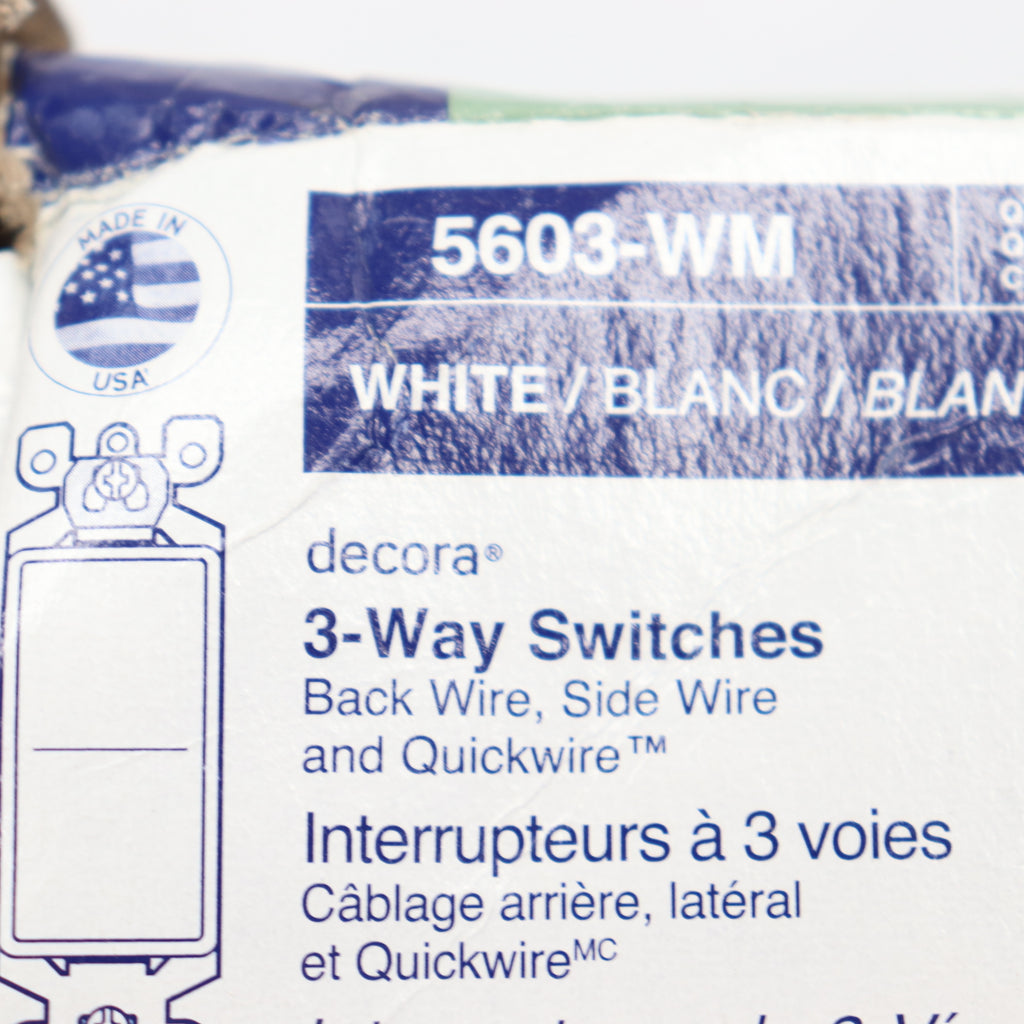 MADE IN
USA
5603-WM
WHITE / BLANC / BLAN
decora®
3-Way Switches
Back Wire, Side Wire
and Quickwire™
Interrupteurs à 3 voies
Câblage arrière, latéral
et Quickwire MC